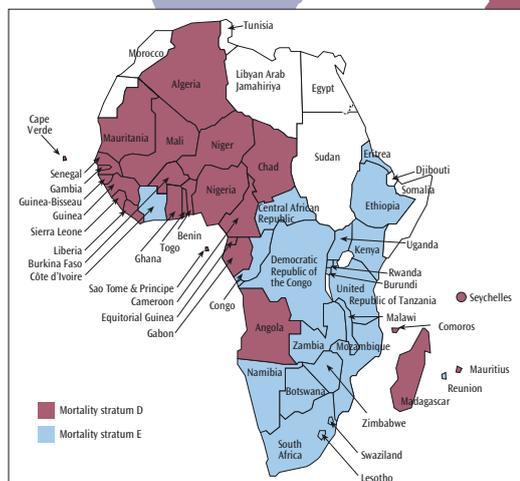 Tunisia
Morocco
Algeria
Libyan Arab
Jamahiriya
Egypt
Cape
Verde
Mauritania
Mali
Niger
Chad
Sudan
Eritrea
Djibouti
Somalia
Senegal
Gambia
Guinea-Bissau
Guinea
Sierra Leone
Liberia
Burkina Faso
Côte d'Ivoire
Nigeria
Benin
Togo
Ghana
Central African
Republic
Ethiopia
Uganda
Kenya
Sao Tome & Principe
Cameroon
Equitorial Guinea
Gabon
Congo
Democratic
Republic of
the Congo
Rwanda
Burundi
United
Republic of Tanzania
Malawi
Seychelles
Comoros
Angola
Zambia
Mozambique
Mauritius
Reunion
Madagascar
Namibia
Botswana
Zimbabwe
South
Africa
Swaziland
Lesotho
Mortality stratum D
Mortality stratum E